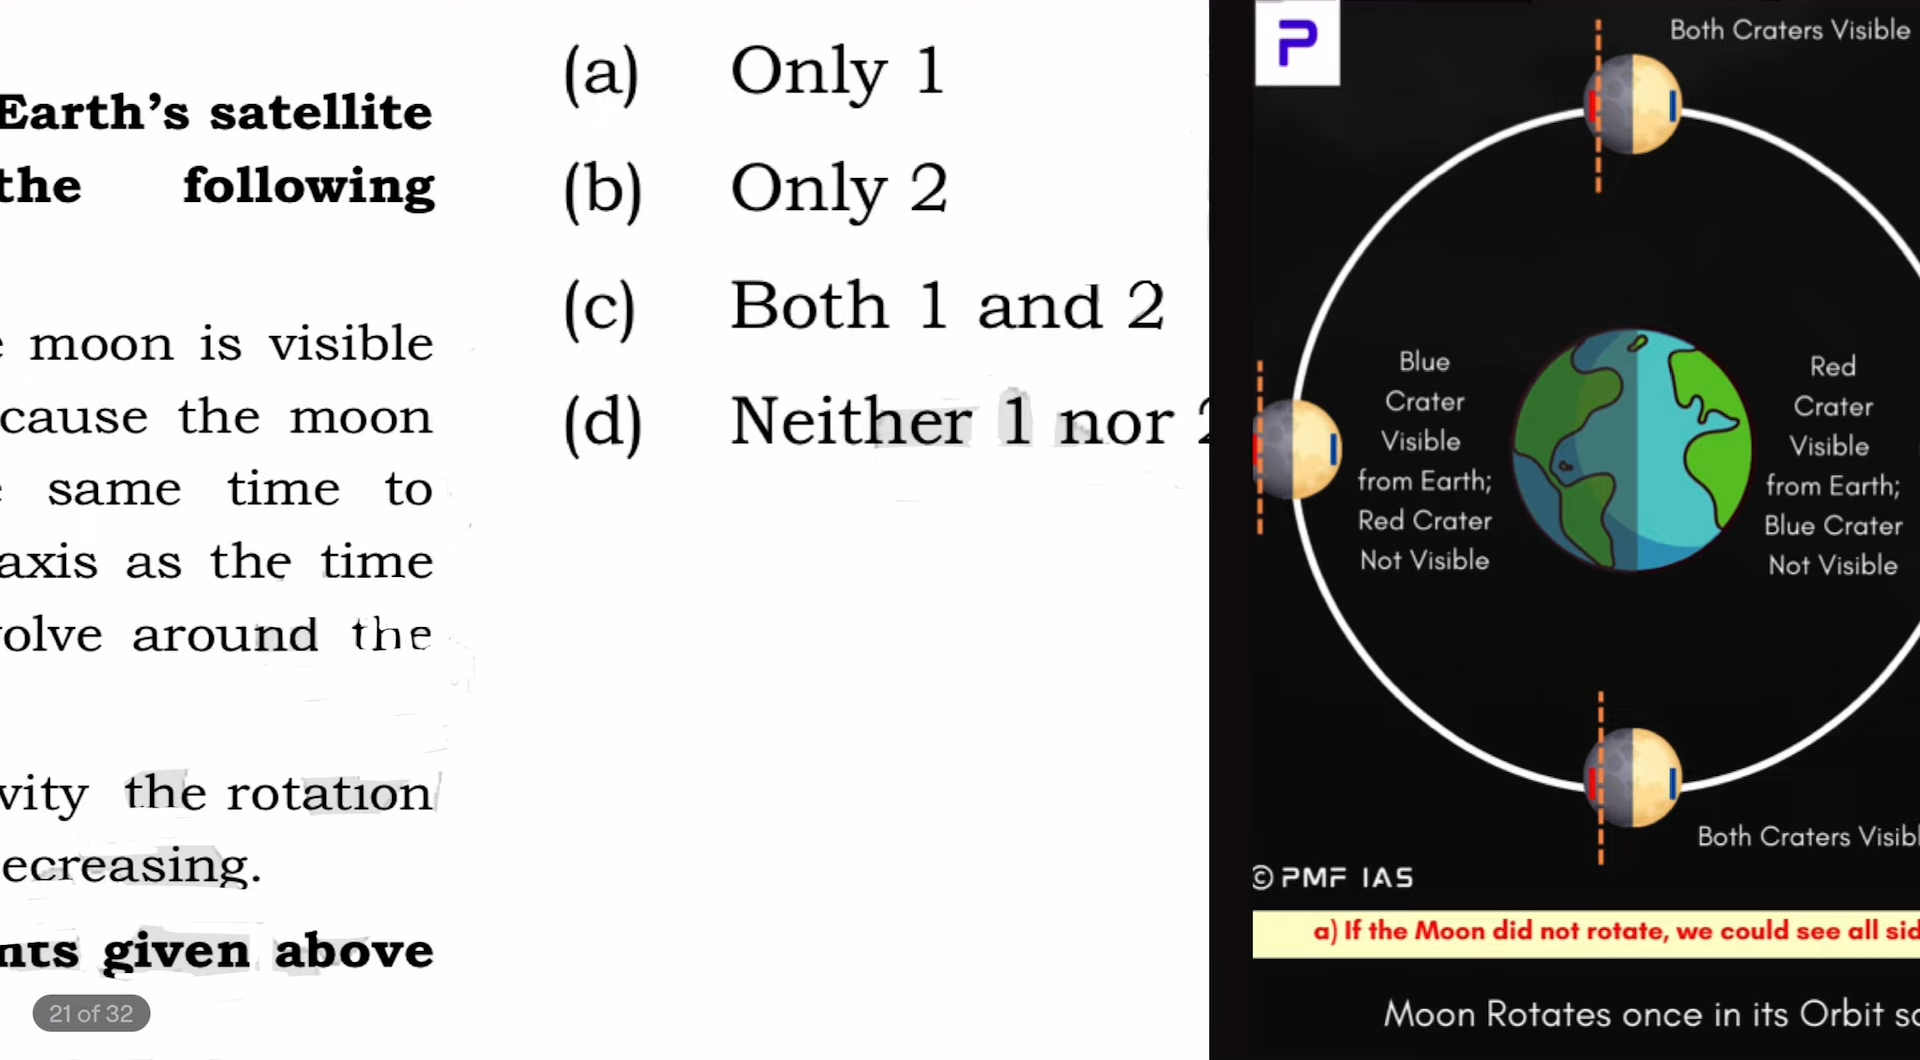 Earth's satellite
the following
moon is visible
cause the moon
same time to
axis as the time
olve around the
vity the rotation
ecreasing.
nts given above
21 of 32
(a) Only 1
(b) Only 2
(c) Both 1 and 2
(d) Neither 1 nor
P
Both Craters Visible
Blue
Crater
Visible
from Earth;
Red Crater
Not Visible
Red
Crater
Visible
from Earth;
Blue Crater
Not Visible
Both Craters Visibl
© PMF IAS
a) If the Moon did not rotate, we could see all sid
Moon Rotates once in its Orbit so